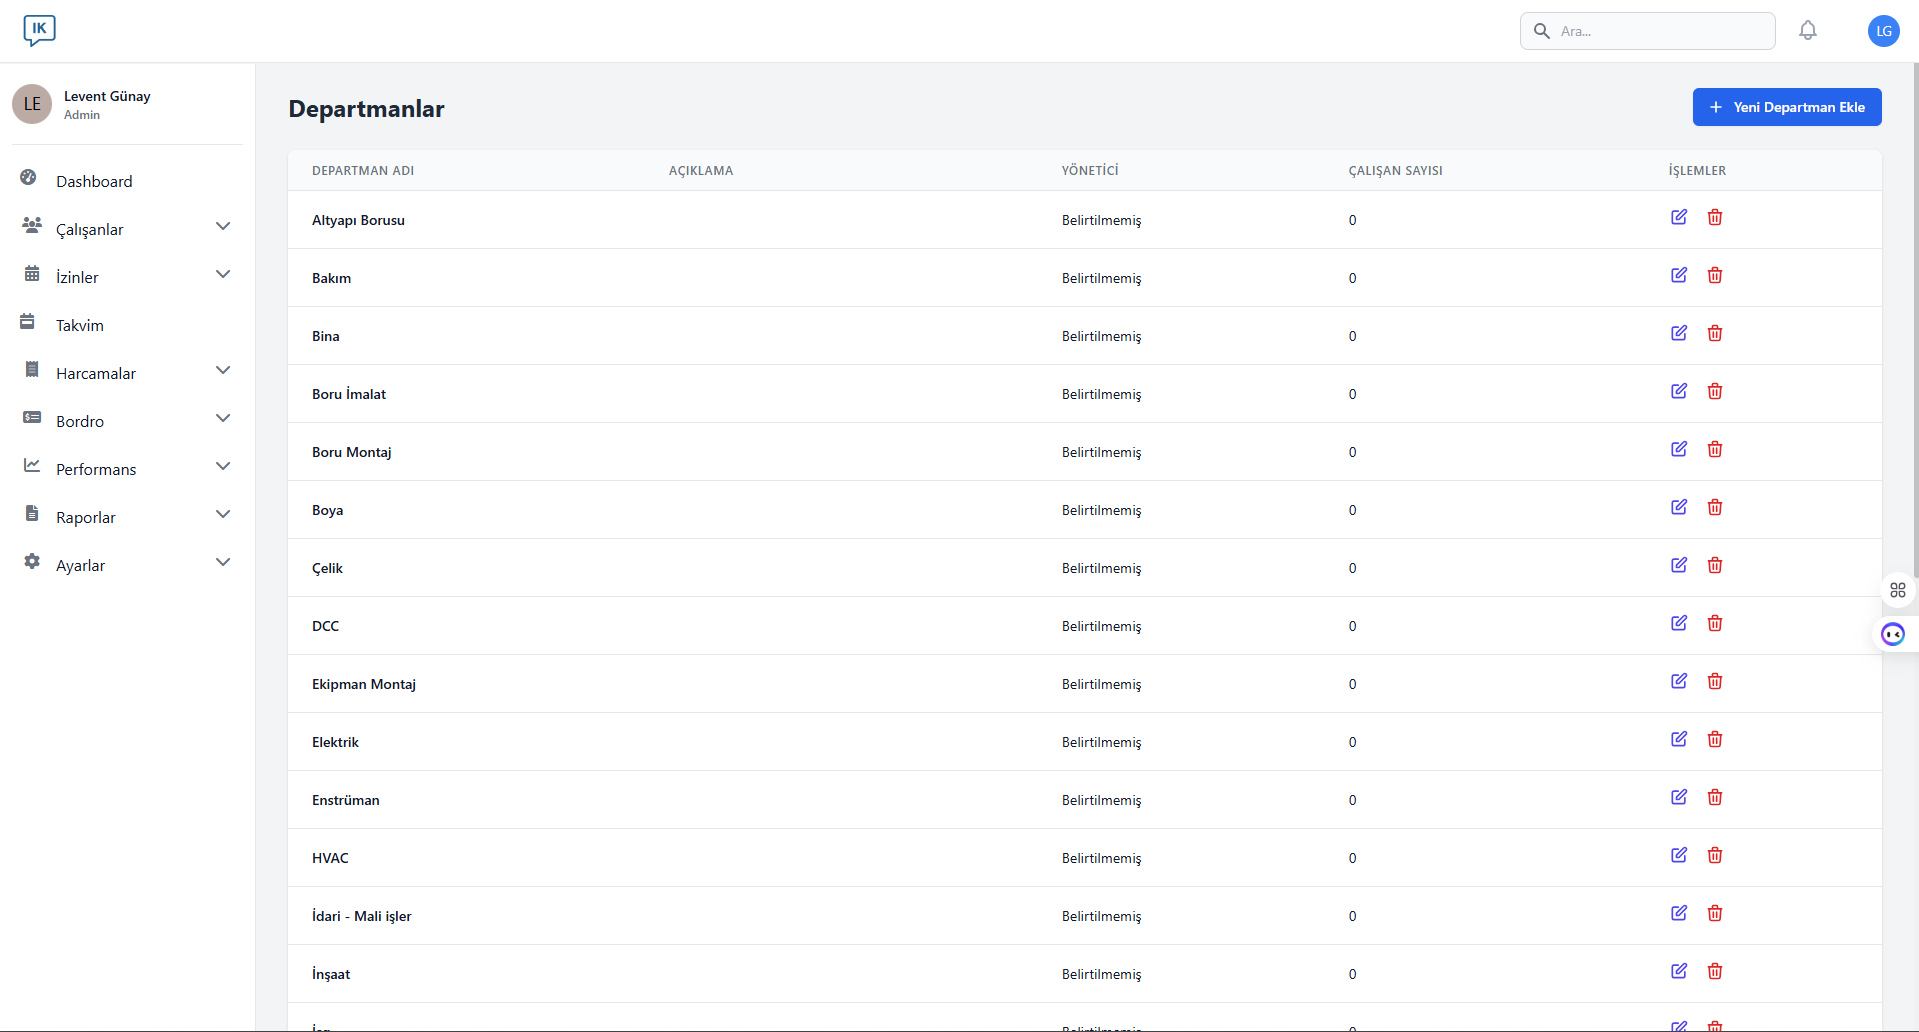 IK
Ara...
LG
LE
Levent Günay
Admin
Dashboard
Çalışanlar
İzinler
Takvim
Harcamalar
Bordro
Performans
Raporlar
Ayarlar
Departmanlar
+ Yeni Departman Ekle
DEPARTMAN ADI AÇIKLAMA YÖNETİCİ ÇALIŞAN SAYISI İŞLEMLER
Altyapı Borusu Belirtilmemiş 0
Bakım Belirtilmemiş 0
Bina Belirtilmemiş 0
Boru İmalat Belirtilmemiş 0
Boru Montaj Belirtilmemiş 0
Boya Belirtilmemiş 0
Çelik Belirtilmemiş 0
DCC Belirtilmemiş 0
Ekipman Montaj Belirtilmemiş 0
Elektrik Belirtilmemiş 0
Enstrüman Belirtilmemiş 0
HVAC Belirtilmemiş 0
İdari - Mali işler Belirtilmemiş 0
İnşaat Belirtilmemiş 0